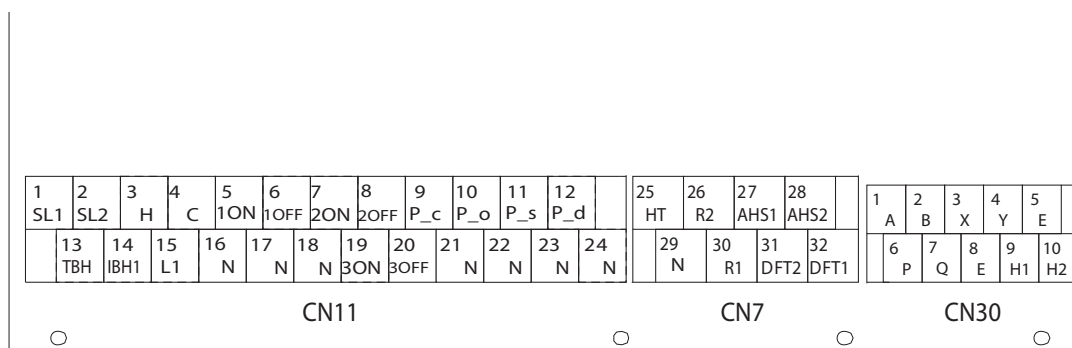 1 2 3 4 5 6 7 8 9 10 11 12
SL1 SL2 H C 1ON 1OFF 2ON 2OFF P_c P_o P_s P_d
13 14 15 16 17 18 19 20 21 22 23 24
TBH IBH1 L1 N N N 3ON 3OFF N N N N
CN11
25 26 27 28
HT R2 AHS1 AHS2
29 30 31 32
N R1 DFT2 DFT1
CN7
1 2 3 4 5
A B X Y E
6 7 8 9 10
P Q E H1 H2
CN30